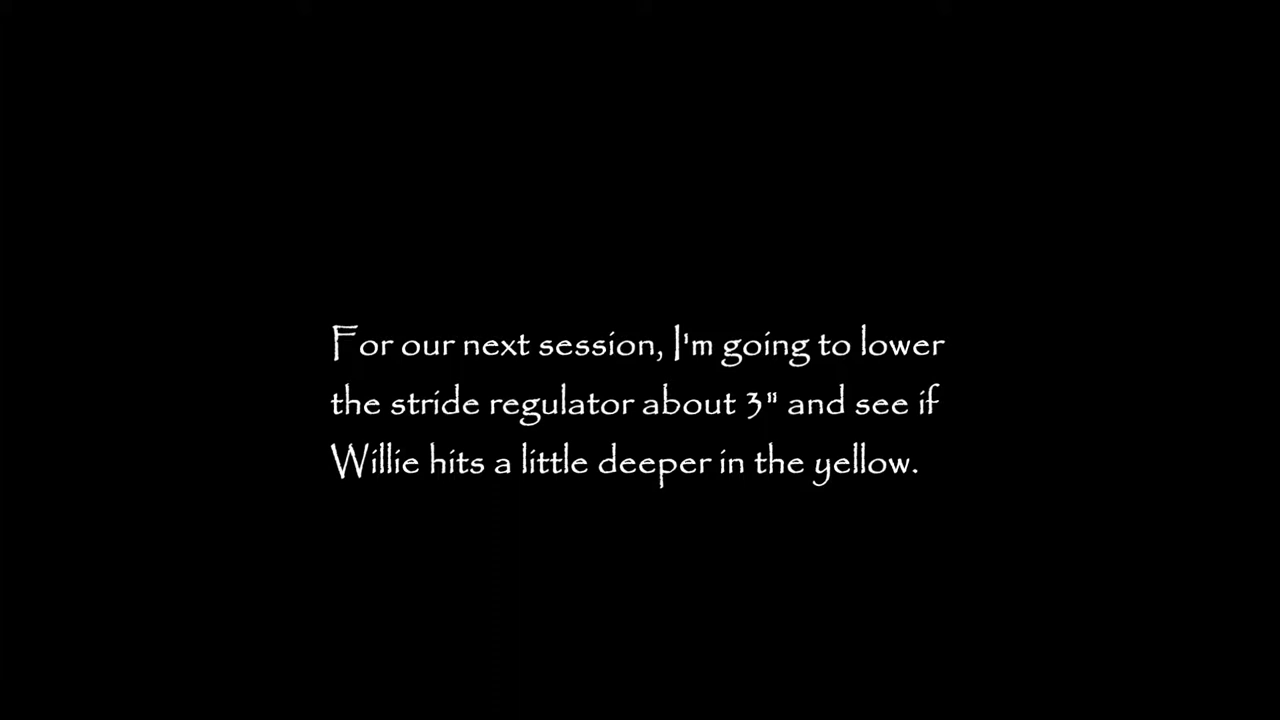 For our next session, I'm going to lower
the stride regulator about 3" and see if
Willie hits a little deeper in the yellow.